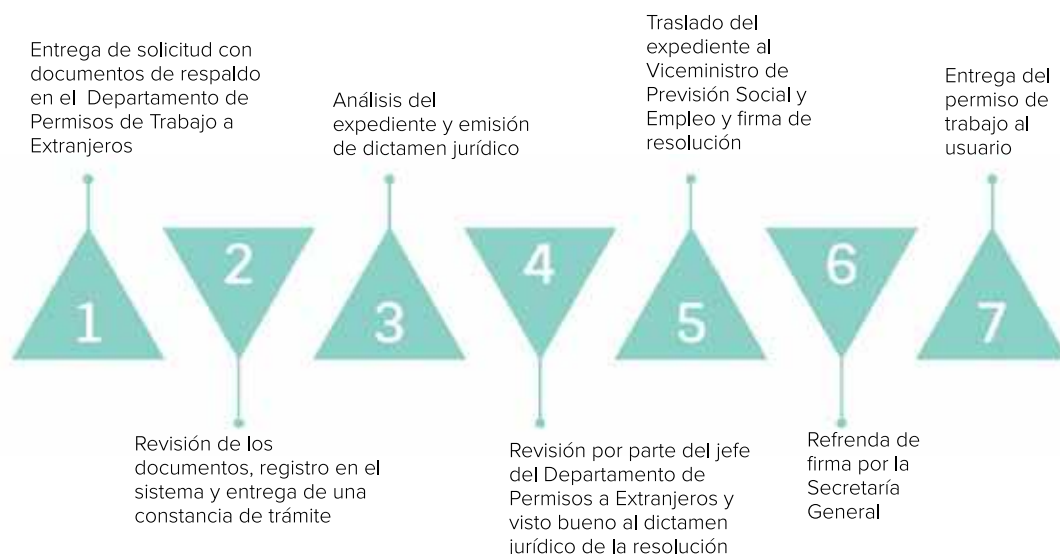 Entrega de solicitud con
documentos de respaldo
en el Departamento de
Permisos de Trabajo a
Extranjeros
1
2
Revisión de los
documentos, registro en el
sistema y entrega de una
constancia de trámite
Análisis del
expediente y emisión
de dictamen jurídico
3
4
Revisión por parte del jefe
del Departamento de
Permisos a Extranjeros y
visto bueno al dictamen
jurídico de la resolución
Traslado del
expediente al
Viceministro de
Previsión Social y
Empleo y firma de
resolución
5
6
Refrenda de
firma por la
Secretaría
General
Entrega del
permiso de
trabajo al
usuario
7